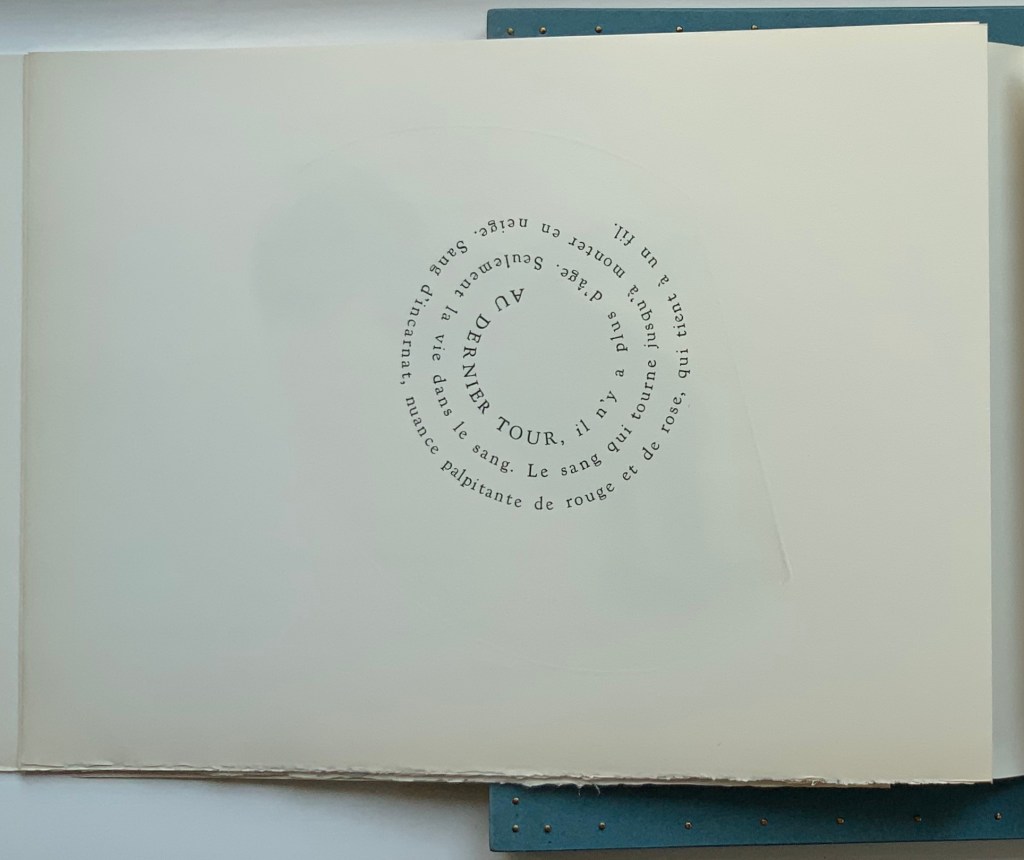 AU DERNIER TOUR, il n'y a plus d'âge. Seulement la vie dans le sang. Le sang qui tourne jusqu'à monter en neige. Sang d'incarnat, nuance palpitante de rouge et de rose, qui tient à un fil.